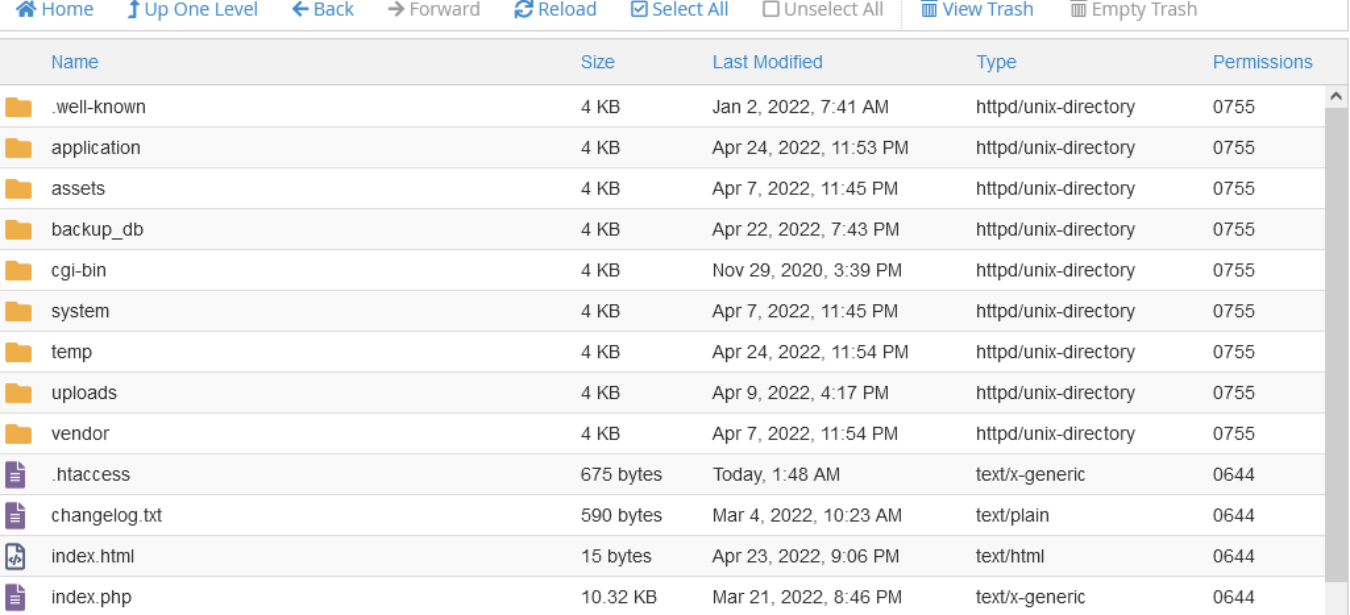 Home Up One Level Back Forward Reload Select All Unselect All View Trash Empty Trash
Name Size Last Modified Type Permissions
.well-known 4 KB Jan 2, 2022, 7:41 AM httpd/unix-directory 0755
application 4 KB Apr 24, 2022, 11:53 PM httpd/unix-directory 0755
assets 4 KB Apr 7, 2022, 11:45 PM httpd/unix-directory 0755
backup_db 4 KB Apr 22, 2022, 7:43 PM httpd/unix-directory 0755
cgi-bin 4 KB Nov 29, 2020, 3:39 PM httpd/unix-directory 0755
system 4 KB Apr 7, 2022, 11:45 PM httpd/unix-directory 0755
temp 4 KB Apr 24, 2022, 11:54 PM httpd/unix-directory 0755
uploads 4 KB Apr 9, 2022, 4:17 PM httpd/unix-directory 0755
vendor 4 KB Apr 7, 2022, 11:54 PM httpd/unix-directory 0755
.htaccess 675 bytes Today, 1:48 AM text/x-generic 0644
changelog.txt 590 bytes Mar 4, 2022, 10:23 AM text/plain 0644
index.html 15 bytes Apr 23, 2022, 9:06 PM text/html 0644
index.php 10.32 KB Mar 21, 2022, 8:46 PM text/x-generic 0644